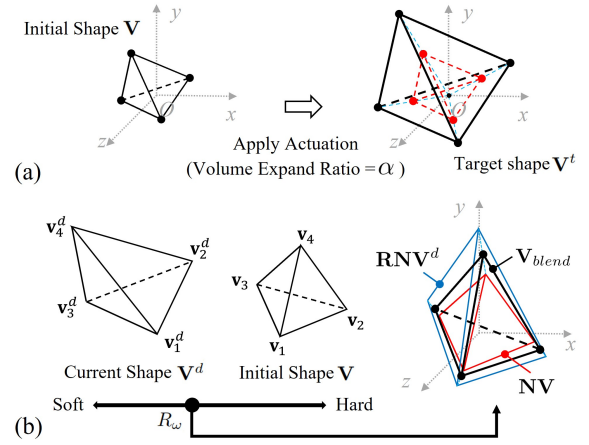 Initial Shape V
y
O
x
z
Apply Actuation
(Volume Expand Ratio = α)
y
O
x
z
Target shape V^t
(a)
v_4^d
v_2^d
v_3^d
v_1^d
Current Shape V^d
v_4
v_3
v_2
v_1
Initial Shape V
y
RNV^d
V_blend
x
z
NV
Soft
Hard
R_ω
(b)